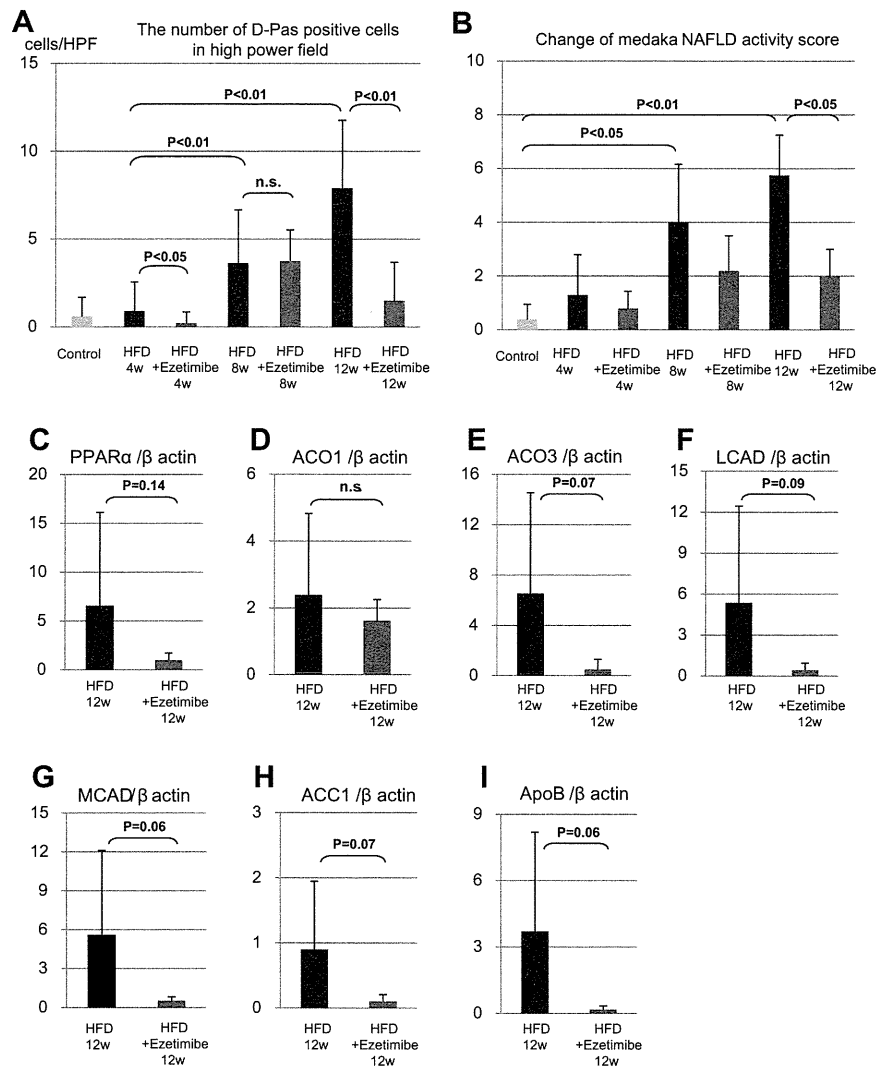 A
The number of D-Pas positive cells
in high power field
cells/HPF
15
10
5
0
P<0.01
P<0.01
P<0.01
n.s.
P<0.05
Control
HFD
4w
HFD
+Ezetimibe
4w
HFD
8w
HFD
+Ezetimibe
8w
HFD
12w
HFD
+Ezetimibe
12w
B
Change of medaka NAFLD activity score
10
8
6
4
2
0
P<0.01
P<0.05
P<0.05
Control
HFD
4w
HFD
+Ezetimibe
4w
HFD
8w
HFD
+Ezetimibe
8w
HFD
12w
HFD
+Ezetimibe
12w
C
PPARα /β actin
20
15
10
5
0
P=0.14
HFD
12w
HFD
+Ezetimibe
12w
D
ACO1 /β actin
6
4
2
0
n.s
HFD
12w
HFD
+Ezetimibe
12w
E
ACO3 /β actin
16
12
8
4
0
P=0.07
HFD
12w
HFD
+Ezetimibe
12w
F
LCAD /β actin
15
12
9
6
3
0
P=0.09
HFD
12w
HFD
+Ezetimibe
12w
G
MCAD/β actin
15
12
9
6
3
0
P=0.06
HFD
12w
HFD
+Ezetimibe
12w
H
ACC1 /β actin
3
2
1
0
P=0.07
HFD
12w
HFD
+Ezetimibe
12w
I
ApoB /β actin
9
6
3
0
P=0.06
HFD
12w
HFD
+Ezetimibe
12w